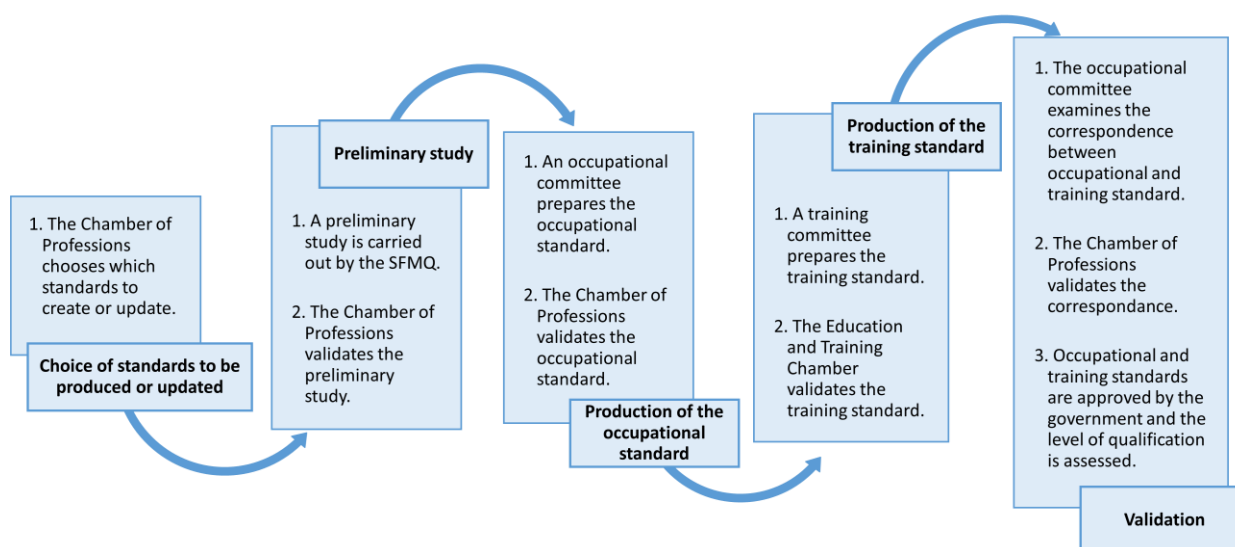 1. The Chamber of
Professions
chooses which
standards to
create or update.
Choice of standards to be
produced or updated
Preliminary study
1. A preliminary
study is carried
out by the SFMQ.
2. The Chamber of
Professions
validates the
preliminary
study.
1. An occupational
committee
prepares the
occupational
standard.
2. The Chamber of
Professions
validates the
occupational
standard.
Production of the
occupational
standard
Production of the
training standard
1. A training
committee
prepares the
training standard.
2. The Education
and Training
Chamber
validates the
training standard.
1. The occupational
committee
examines the
correspondence
between
occupational and
training standard.
2. The Chamber of
Professions
validates the
correspondance.
3. Occupational and
training standards
are approved by the
government and the
level of qualification
is assessed.
Validation